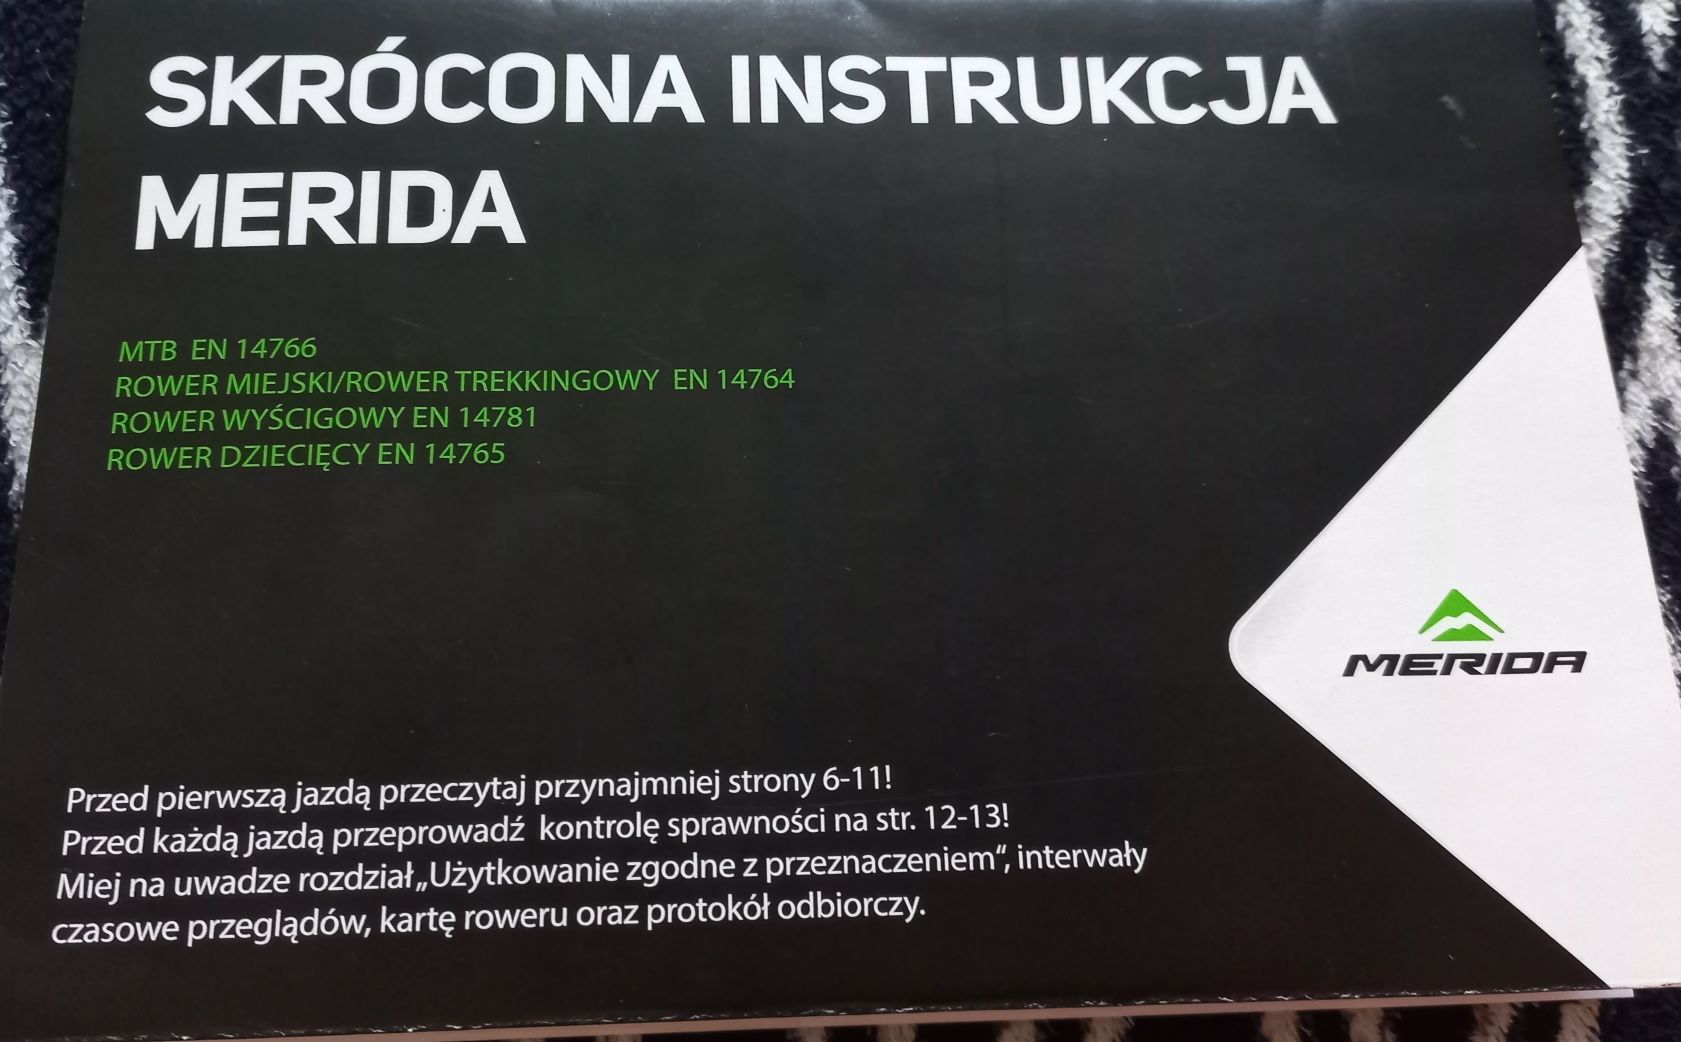 SKRÓCONA INSTRUKCJA
MERIDA
MTB EN 14766
ROWER MIEJSKI/ROWER TREKKINGOWY EN 14764
ROWER WYŚCIGOWY EN 14781
ROWER DZIECIĘCY EN 14765
MERIDA
Przed pierwszą jazdą przeczytaj przynajmniej strony 6-11!
Przed każdą jazdą przeprowadź kontrolę sprawności na str. 12-13!
Miej na uwadze rozdział „Użytkowanie zgodne z przeznaczeniem“, interwały
czasowe przeglądów, kartę roweru oraz protokół odbiorczy.